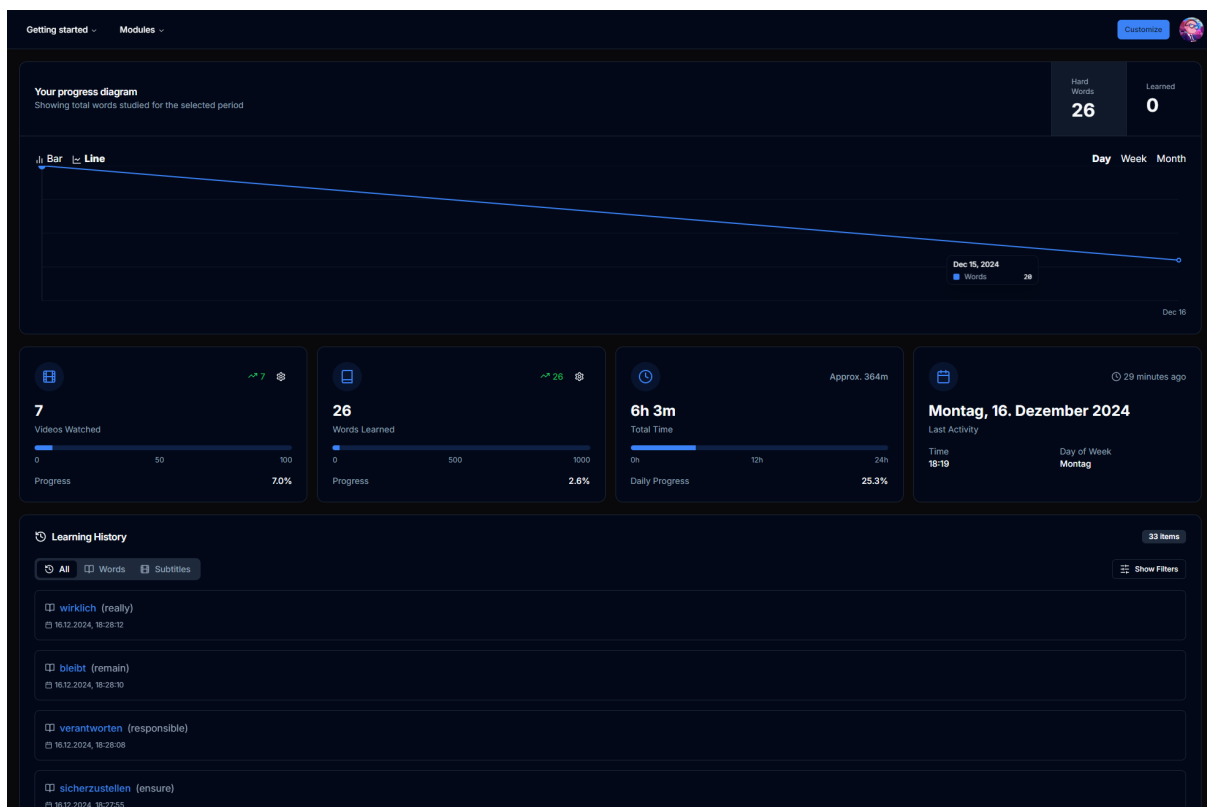 Getting started
Modules
Customize
Your progress diagram
Showing total words studied for the selected period
Hard
Words
26
Learned
0
Bar
Line
Day
Week
Month
Dec 15, 2024
Words
20
Dec 16
7
7
Videos Watched
0
50
100
Progress
7.0%
26
26
Words Learned
0
500
1000
Progress
2.6%
Approx. 364m
6h 3m
Total Time
0h
12h
24h
Daily Progress
25.3%
29 minutes ago
Montag, 16. Dezember 2024
Last Activity
Time
18:19
Day of Week
Montag
Learning History
33 items
All
Words
Subtitles
Show Filters
wirklich (really)
16.12.2024, 18:28:12
bleibt (remain)
16.12.2024, 18:28:10
verantworten (responsible)
16.12.2024, 18:28:08
sicherzustellen (ensure)
16.12.2024, 18:27:55